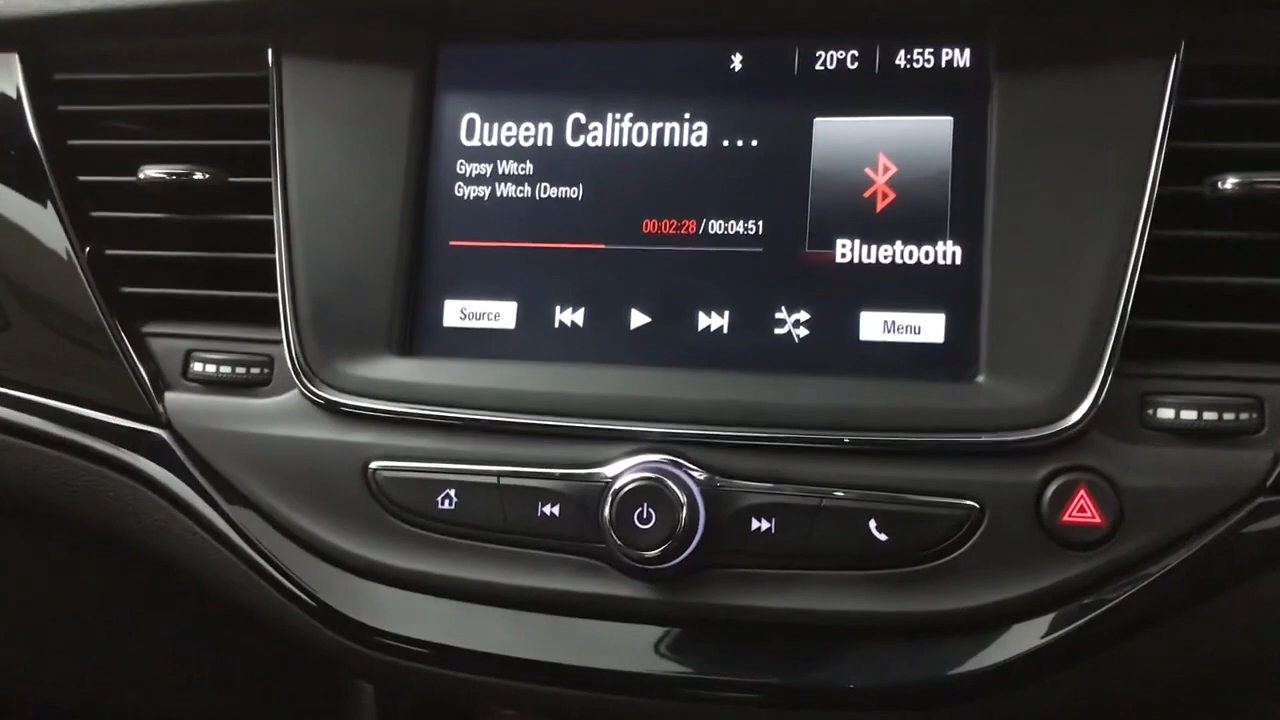 20°C 4:55 PM
Queen California ...
Gypsy Witch
Gypsy Witch (Demo)
00:02:28 / 00:04:51
Bluetooth
Source
Menu